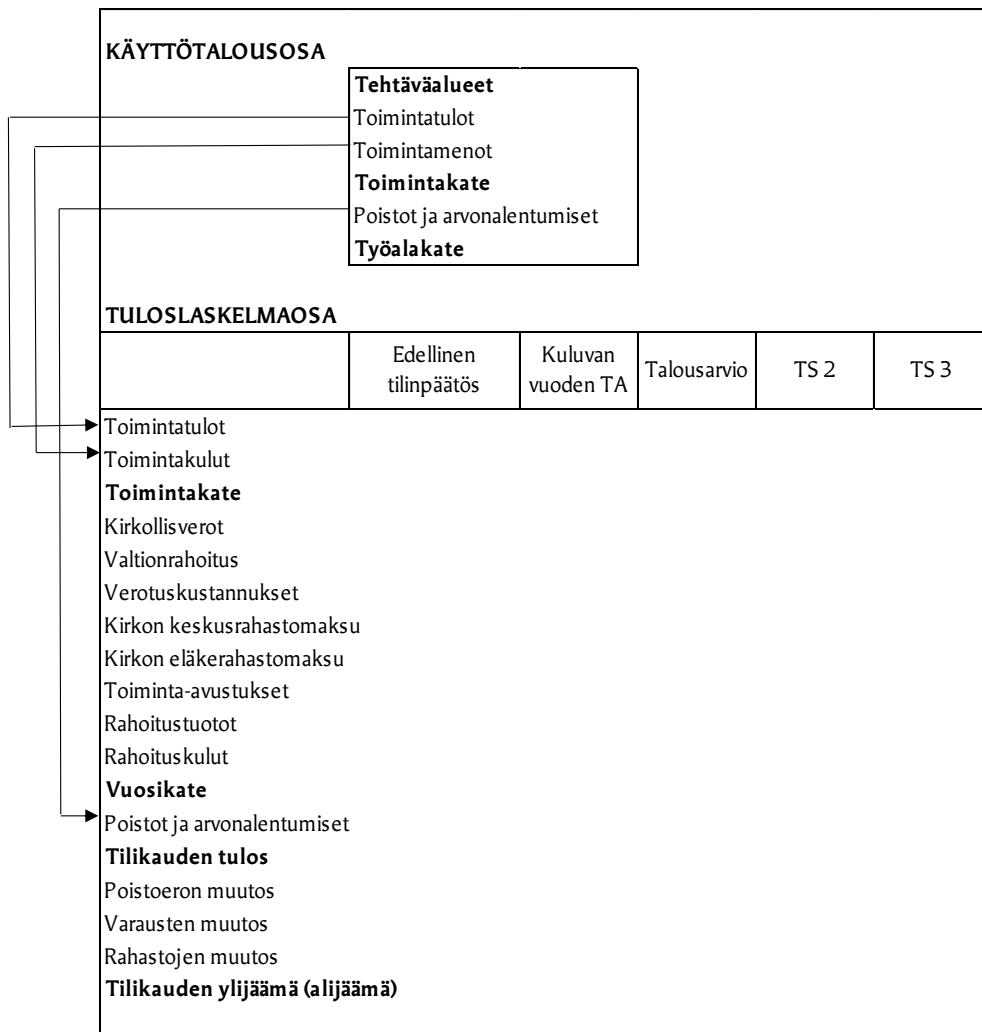 KÄYTTÖTALOUSOSA
Tehtäväalueet
Toimintatulot
Toimintamenot
Toimintakate
Poistot ja arvonalentumiset
Työalakate
TULOSLASKELMAOSA
Edellinen tilinpäätös
Kuluvan vuoden TA
Talousarvio
TS 2
TS 3
Toimintatulot
Toimintakulut
Toimintakate
Kirkollisverot
Valtionrahoitus
Verotuskustannukset
Kirkon keskusrahastomaksu
Kirkon eläkerahastomaksu
Toiminta-avustukset
Rahoitustuotot
Rahoituskulut
Vuosikate
Poistot ja arvonalentumiset
Tilikauden tulos
Poistoeron muutos
Varausten muutos
Rahastojen muutos
Tilikauden ylijäämä (alijäämä)